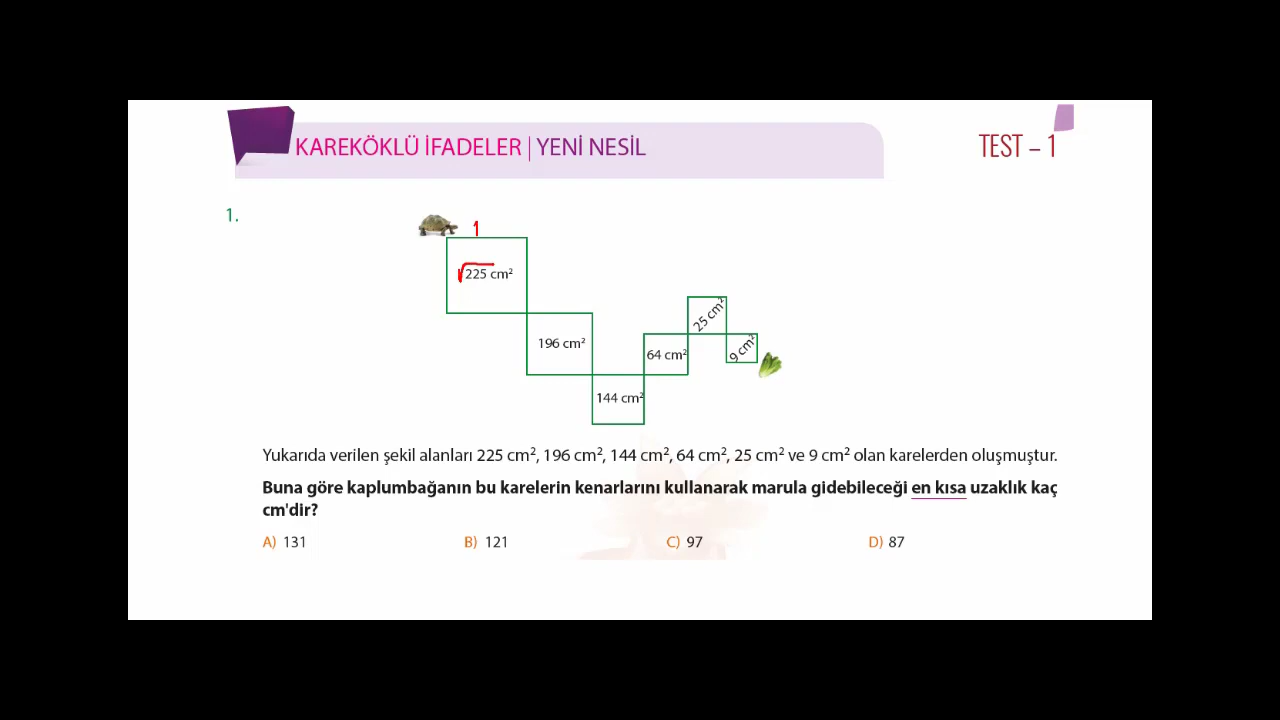 KAREKÖKLÜ İFADELER | YENİ NESİL
TEST – 1
1.
1
√225 cm²
196 cm²
144 cm²
64 cm²
25 cm²
9 cm²
Yukarıda verilen şekil alanları 225 cm², 196 cm², 144 cm², 64 cm², 25 cm² ve 9 cm² olan karelerden oluşmuştur.
Buna göre kaplumbağanın bu karelerin kenarlarını kullanarak marula gidebileceği en kısa uzaklık kaç
cm'dir?
A) 131 B) 121 C) 97 D) 87